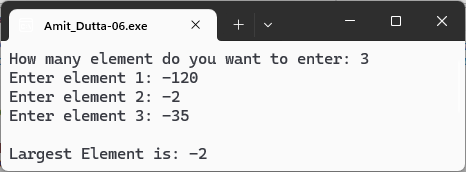 Amit_Dutta-06.exe
How many element do you want to enter: 3
Enter element 1: -120
Enter element 2: -2
Enter element 3: -35
Largest Element is: -2